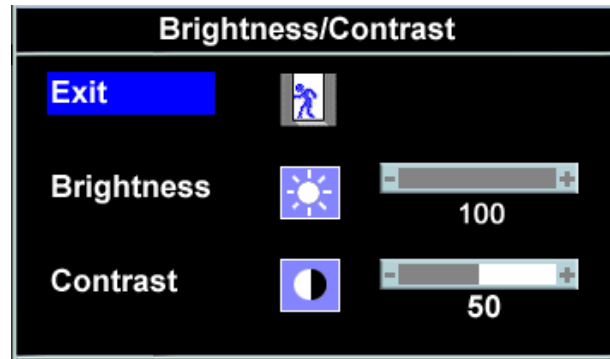 Brightness/Contrast
Exit
Brightness
- +
100
Contrast
- +
50